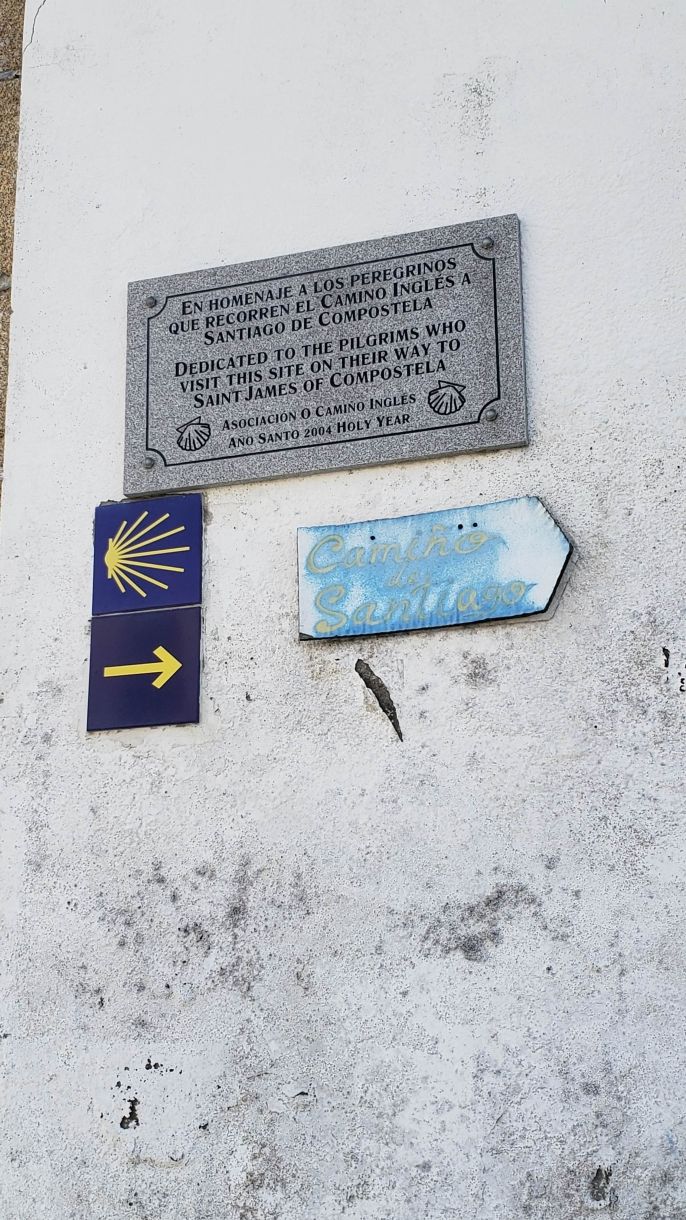 EN HOMENAJE A LOS PEREGRINOS
QUE RECORREN EL CAMINO INGLÉS A
SANTIAGO DE COMPOSTELA
DEDICATED TO THE PILGRIMS WHO
VISIT THIS SITE ON THEIR WAY TO
SAINT JAMES OF COMPOSTELA
ASOCIACIÓN O CAMIÑO INGLÉS
AÑO SANTO 2004 HOLY YEAR
Camiño
de
Santiago